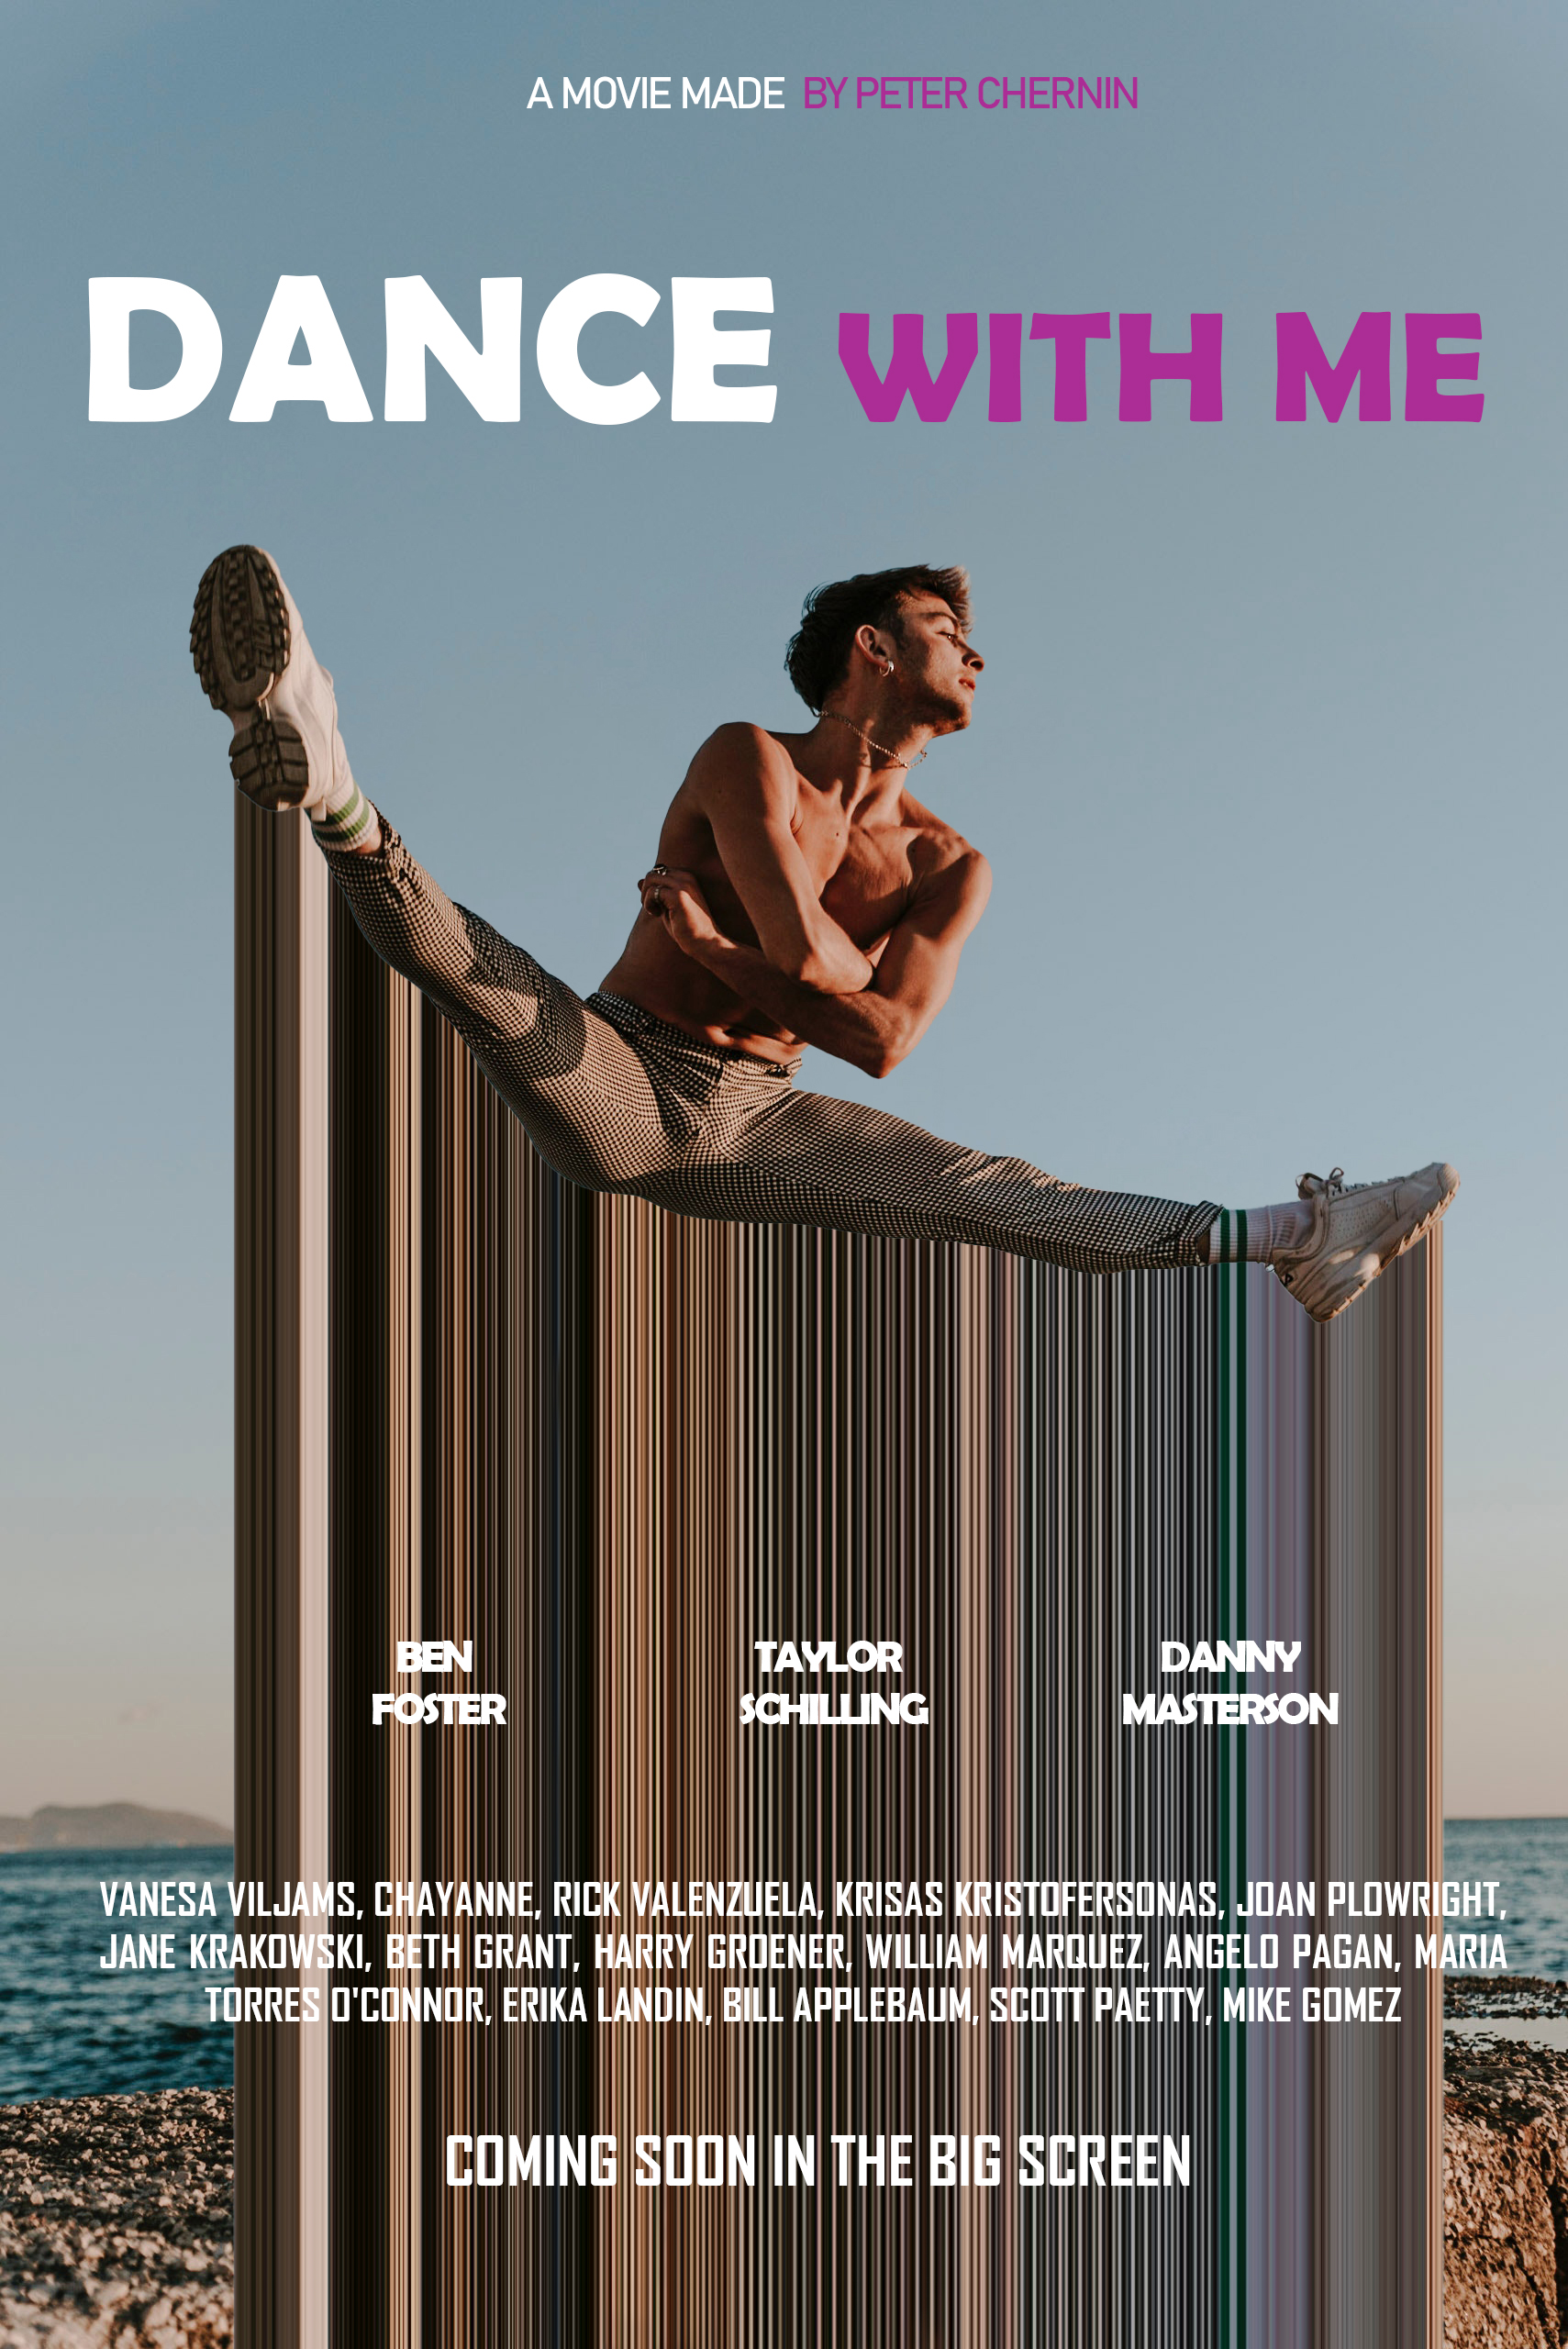 A MOVIE MADE BY PETER CHERNIN
DANCE WITH ME
BEN
FOSTER
TAYLOR
SCHILLING
DANNY
MASTERSON
VANESA VILJAMS, CHAYANNE, RICK VALENZUELA, KRISAS KRISTOFERSONAS, JOAN PLOWRIGHT,
JANE KRAKOWSKI, BETH GRANT, HARRY GROENER, WILLIAM MARQUEZ, ANGELO PAGAN, MARIA
TORRES O'CONNOR, ERIKA LANDIN, BILL APPLEBAUM, SCOTT PAETTY, MIKE GOMEZ
COMING SOON IN THE BIG SCREEN